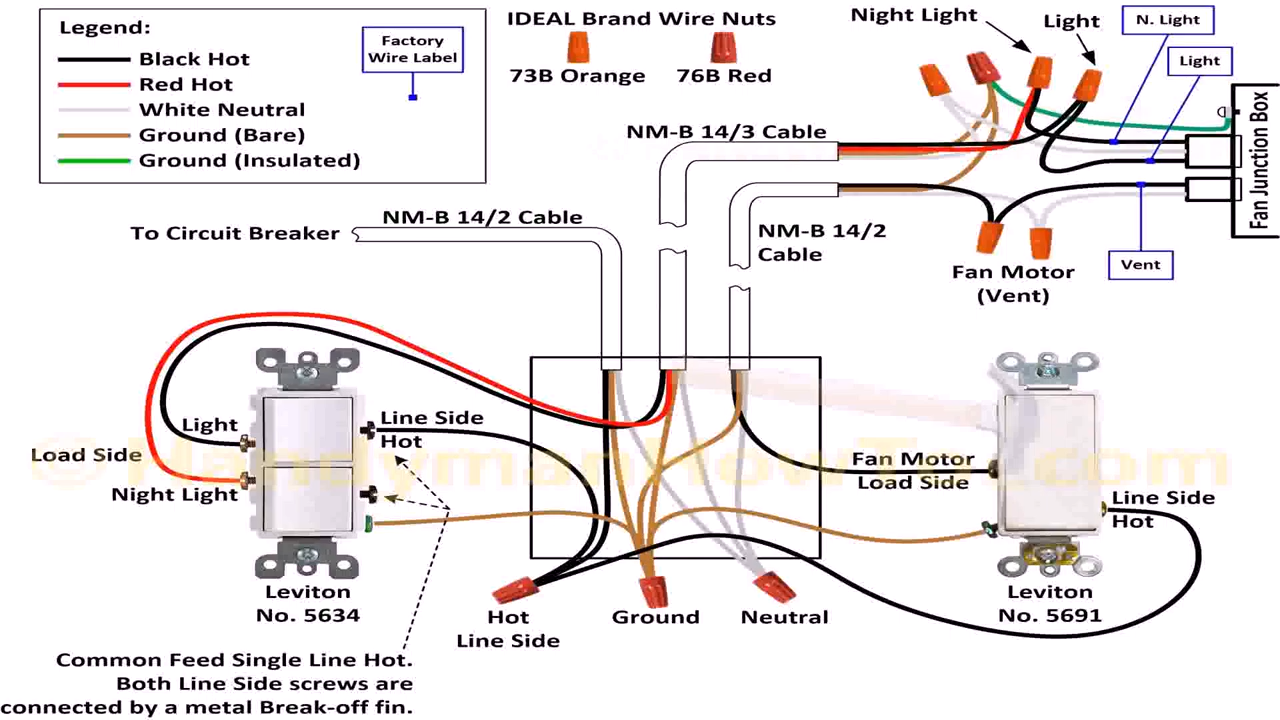 Legend:
Black Hot
Red Hot
White Neutral
Ground (Bare)
Ground (Insulated)
Factory
Wire Label
IDEAL Brand Wire Nuts
73B Orange
76B Red
Night Light
Light
N. Light
Light
Fan Junction Box
NM-B 14/3 Cable
NM-B 14/2 Cable
To Circuit Breaker
NM-B 14/2
Cable
Vent
Fan Motor
(Vent)
Light
Line Side
Hot
Load Side
Night Light
Fan Motor
Load Side
Line Side
Hot
Leviton
No. 5634
Hot
Line Side
Ground
Neutral
Leviton
No. 5691
Common Feed Single Line Hot.
Both Line Side screws are
connected by a metal Break-off fin.